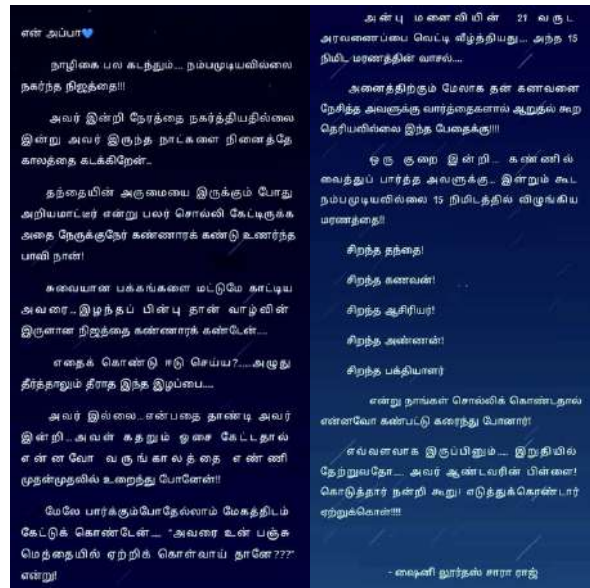 என் அப்பா💙
நாழிகை பல கடந்தும்... நம்பமுடியவில்லை
நகர்ந்த நிஜத்தை!!!
அவர் இன்றி நேரத்தை நகர்த்தியதில்லை
இன்று அவர் இருந்த நாட்களை நினைத்தே
காலத்தை கடக்கிறேன்..
தந்தையின் அருமையை இருக்கும் போது
அறியமாட்டீர் என்று பலர் சொல்லி கேட்டிருக்க
அதை நேருக்குநேர் கண்ணாரக் கண்டு உணர்ந்த
பாவி நான்!
சுவையான பக்கங்களை மட்டுமே காட்டிய
அவரை...இழந்தப் பின்பு தான் வாழ்வின்
இருளான நிஜத்தை கண்ணாரக் கண்டேன்....
எதைக் கொண்டு ஈடு செய்ய?.....அழுது
தீர்த்தாலும் தீராத இந்த இழப்பை....
அவர் இல்லை...என்பதை தாண்டி அவர்
இன்றி...அவள் கதறும் ஓசை கேட்டதால்
என்னவோ வருங்காலத்தை எண்ணி
முதன்முதலில் உறைந்து போனேன்!!
மேலே பார்க்கும்போதேல்லாம் மேகத்திடம்
கேட்டுக் கொண்டேன்.... "அவரை உன் பஞ்சு
மெத்தையில் ஏற்றிக் கொள்வாய் தானே???"
என்று!
அன்பு மனைவியின் 21 வருட
அரவணைப்பை வெட்டி வீழ்த்தியது.... அந்த 15
நிமிட மரணத்தின் வாசல்....
அனைத்திற்கும் மேலாக தன் கணவனை
நேசித்த அவளுக்கு வார்த்தைகளால் ஆறுதல் கூற
தெரியவில்லை இந்த பேதைக்கு!!!!
ஒரு குறை இன்றி... கண்ணில்
வைத்துப் பார்த்த அவளுக்கு... இன்றும் கூட
நம்பமுடியவில்லை 15 நிமிடத்தில் விழுங்கிய
மரணத்தை!!
சிறந்த தந்தை!
சிறந்த கணவன்!
சிறந்த ஆசிரியர்!
சிறந்த அண்ணன்!
சிறந்த பக்தியாளர்
என்று நாங்கள் சொல்லிக் கொண்டதால்
என்னவோ கண்பட்டு கரைந்து போனார்!
எவ்வளவாக இருப்பினும்..... இறுதியில்
தேற்றுவதோ.... அவர் ஆண்டவரின் பிள்ளை!
கொடுத்தார் நன்றி கூறு! எடுத்துக்கொண்டார்
ஏற்றுக்கொள்!!!!
- ஷைனி லூர்தஸ் சாரா ராஜ்